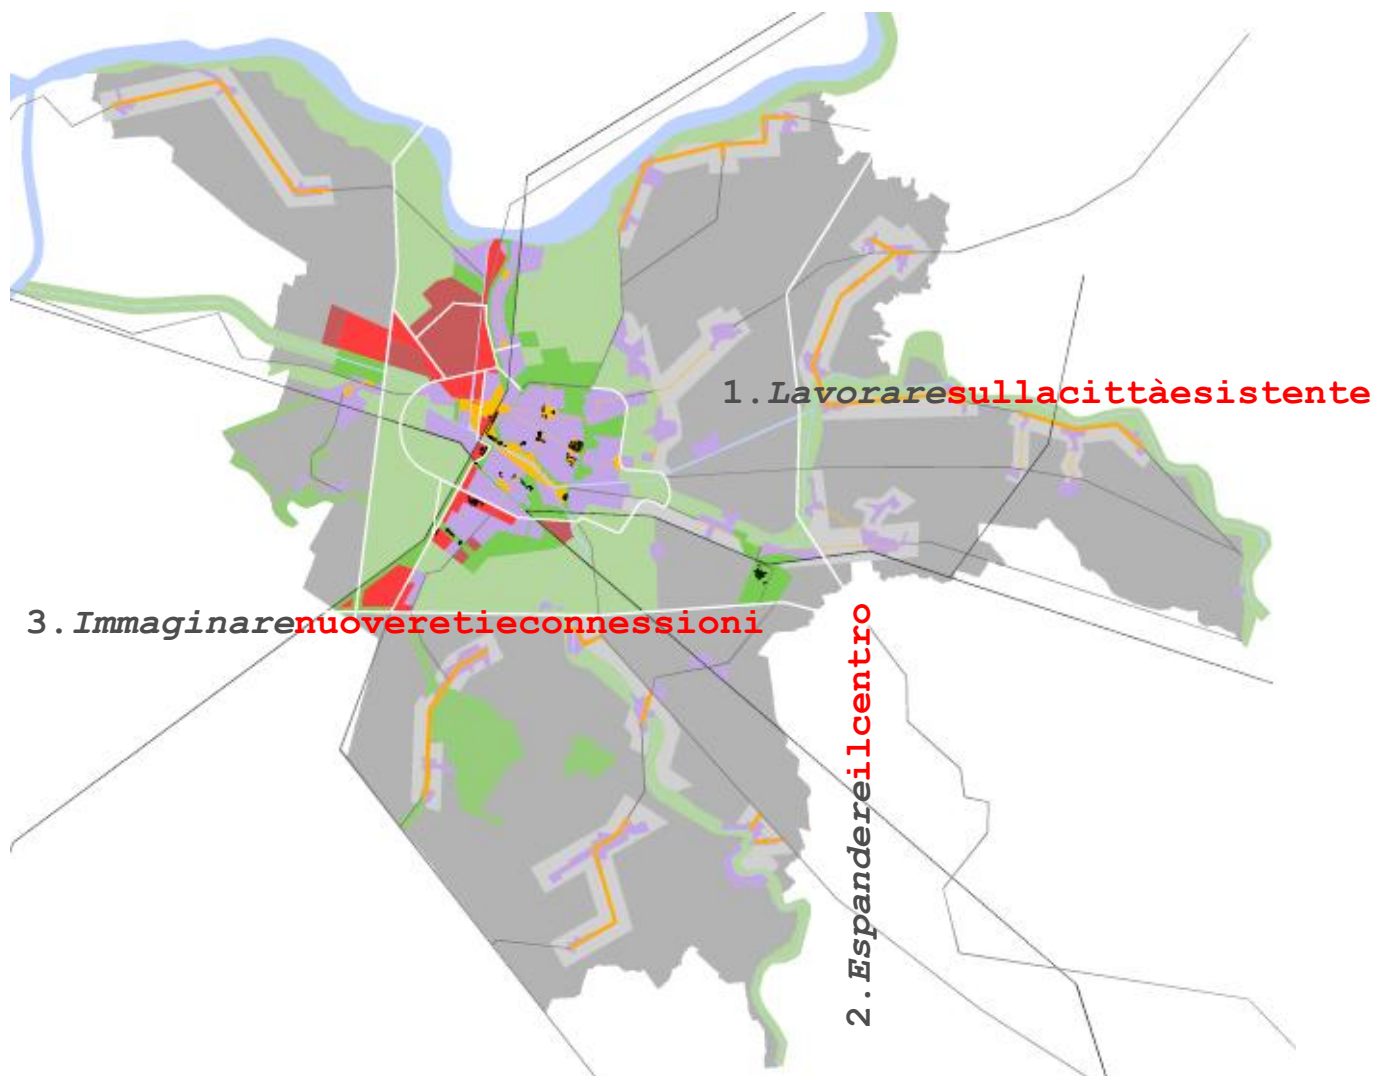 1.Lavoraresullacittàesistente
3.Immaginarenuoveretieconnessioni
2.Espandereilcentro